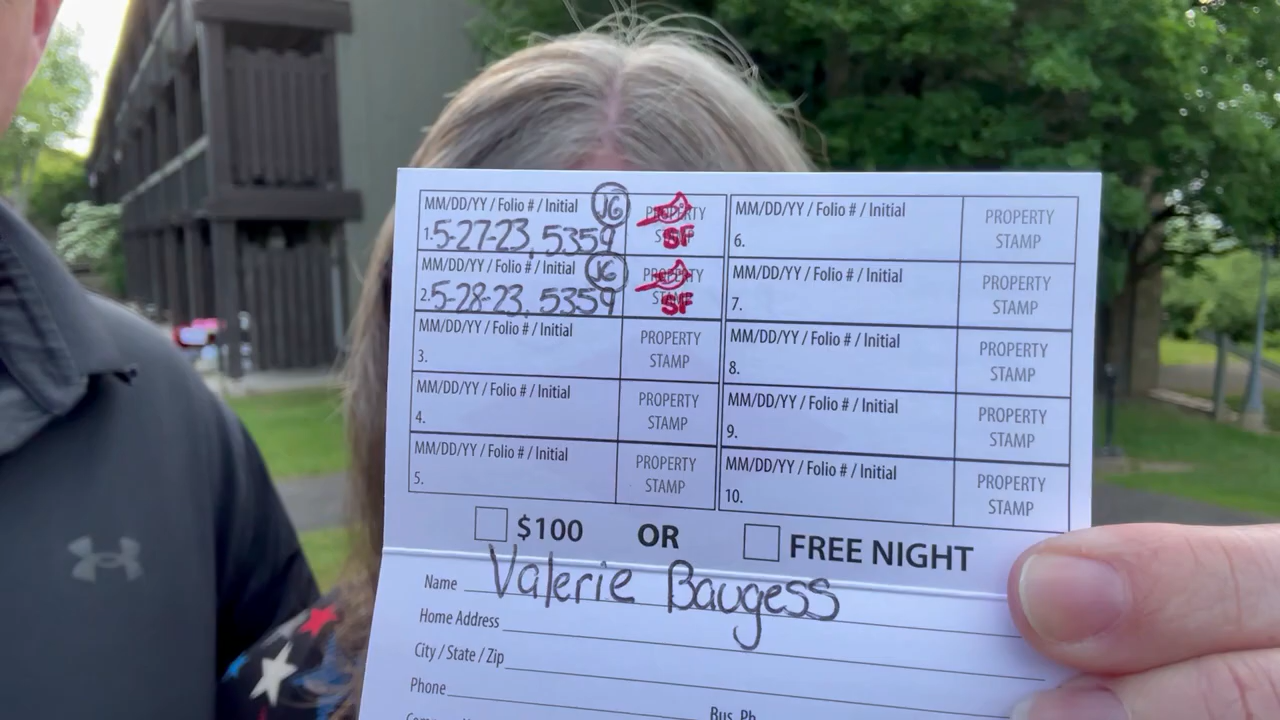 MM/DD/YY / Folio # / Initial JG PROPERTY STAMP SF
1. 5-27-23, 5359
MM/DD/YY / Folio # / Initial JG PROPERTY STAMP SF
2. 5-28-23, 5359
MM/DD/YY / Folio # / Initial PROPERTY STAMP
3.
MM/DD/YY / Folio # / Initial PROPERTY STAMP
4.
MM/DD/YY / Folio # / Initial PROPERTY STAMP
5.
MM/DD/YY / Folio # / Initial PROPERTY STAMP
6.
MM/DD/YY / Folio # / Initial PROPERTY STAMP
7.
MM/DD/YY / Folio # / Initial PROPERTY STAMP
8.
MM/DD/YY / Folio # / Initial PROPERTY STAMP
9.
MM/DD/YY / Folio # / Initial PROPERTY STAMP
10.
$100 OR FREE NIGHT
Name Valerie Baugess
Home Address
City / State / Zip
Phone
Bus. Ph